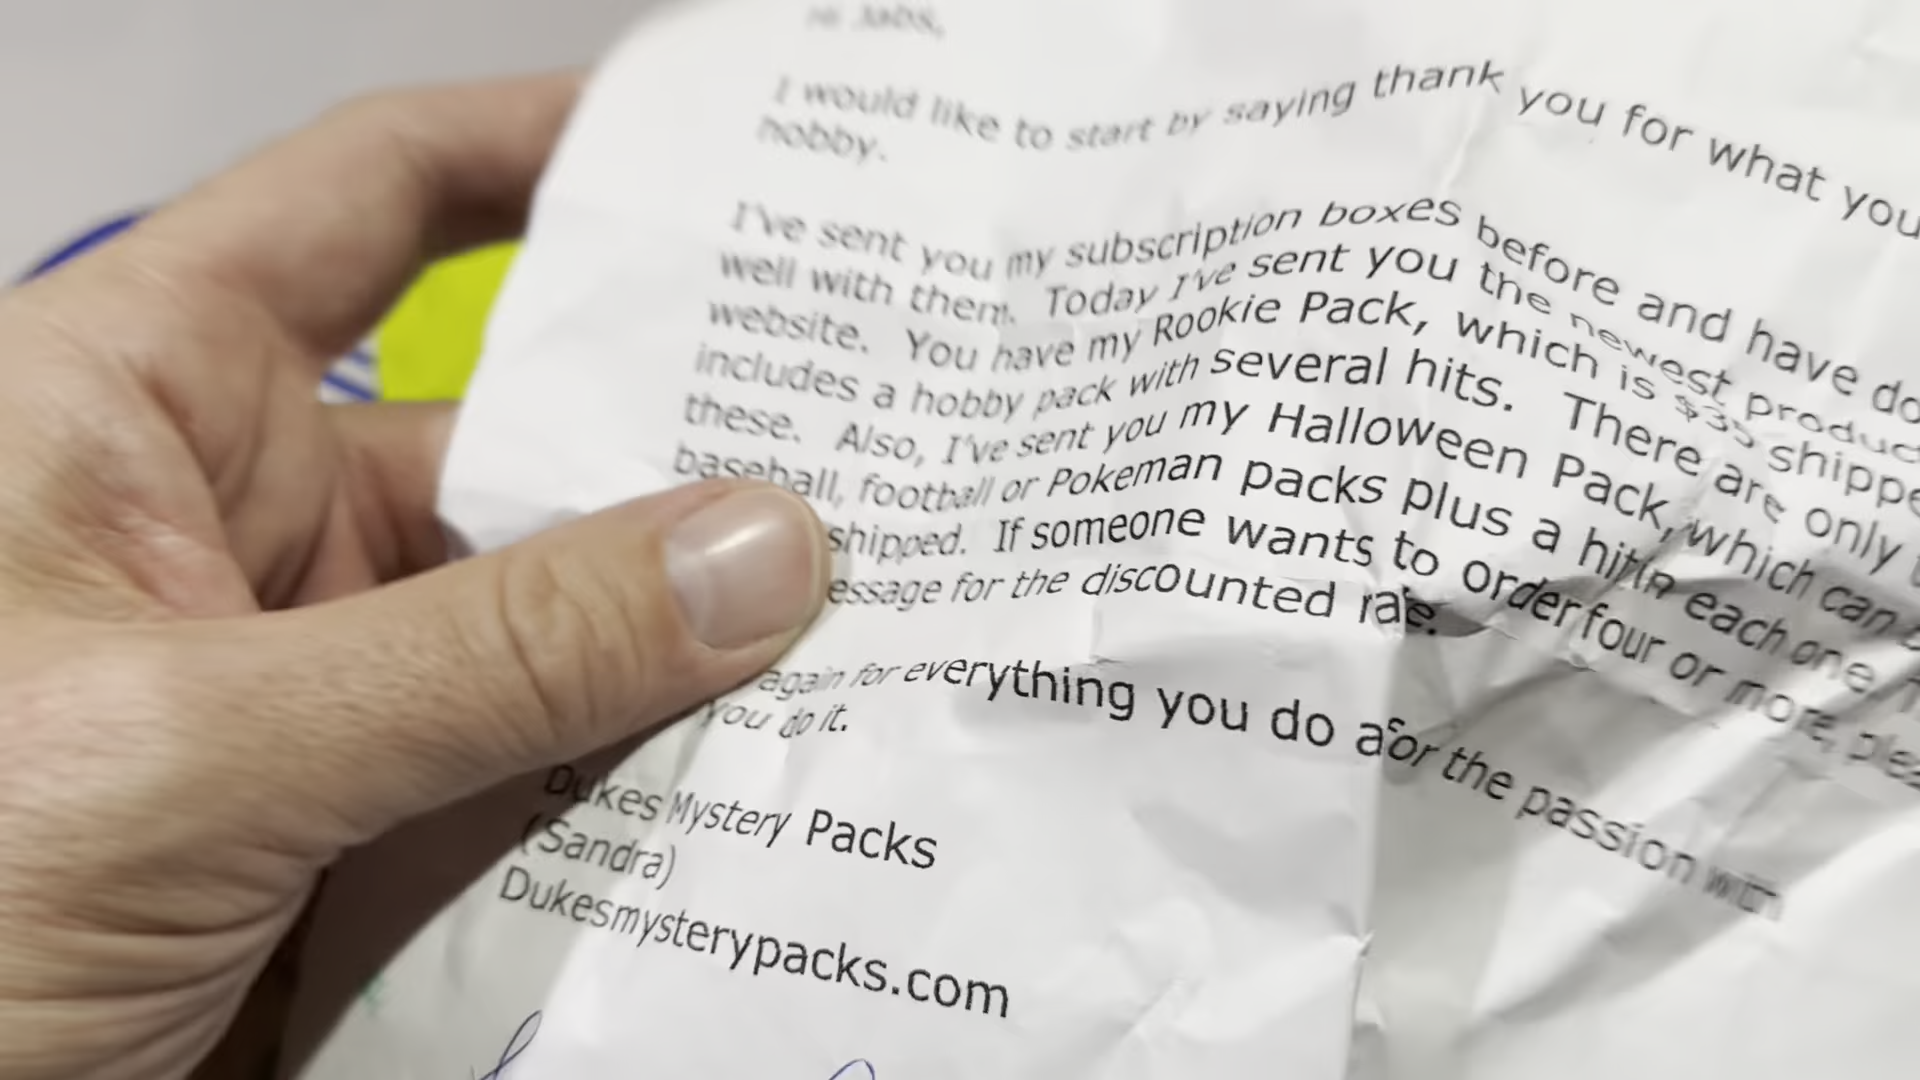 Hi Jabs,
I would like to start by saying thank you for what you
hobby.
I've sent you my subscription boxes before and have do
well with them. Today I've sent you the newest product
website. You have my Rookie Pack, which is $35 shippe
includes a hobby pack with several hits. There are only
these. Also, I've sent you my Halloween Pack, which can
baseball, football or Pokeman packs plus a hit in each one.
shipped. If someone wants to order four or more, plea
essage for the discounted rae.
again for everything you do a for the passion with
you do it.
Dukes Mystery Packs
(Sandra)
Dukesmysterypacks.com